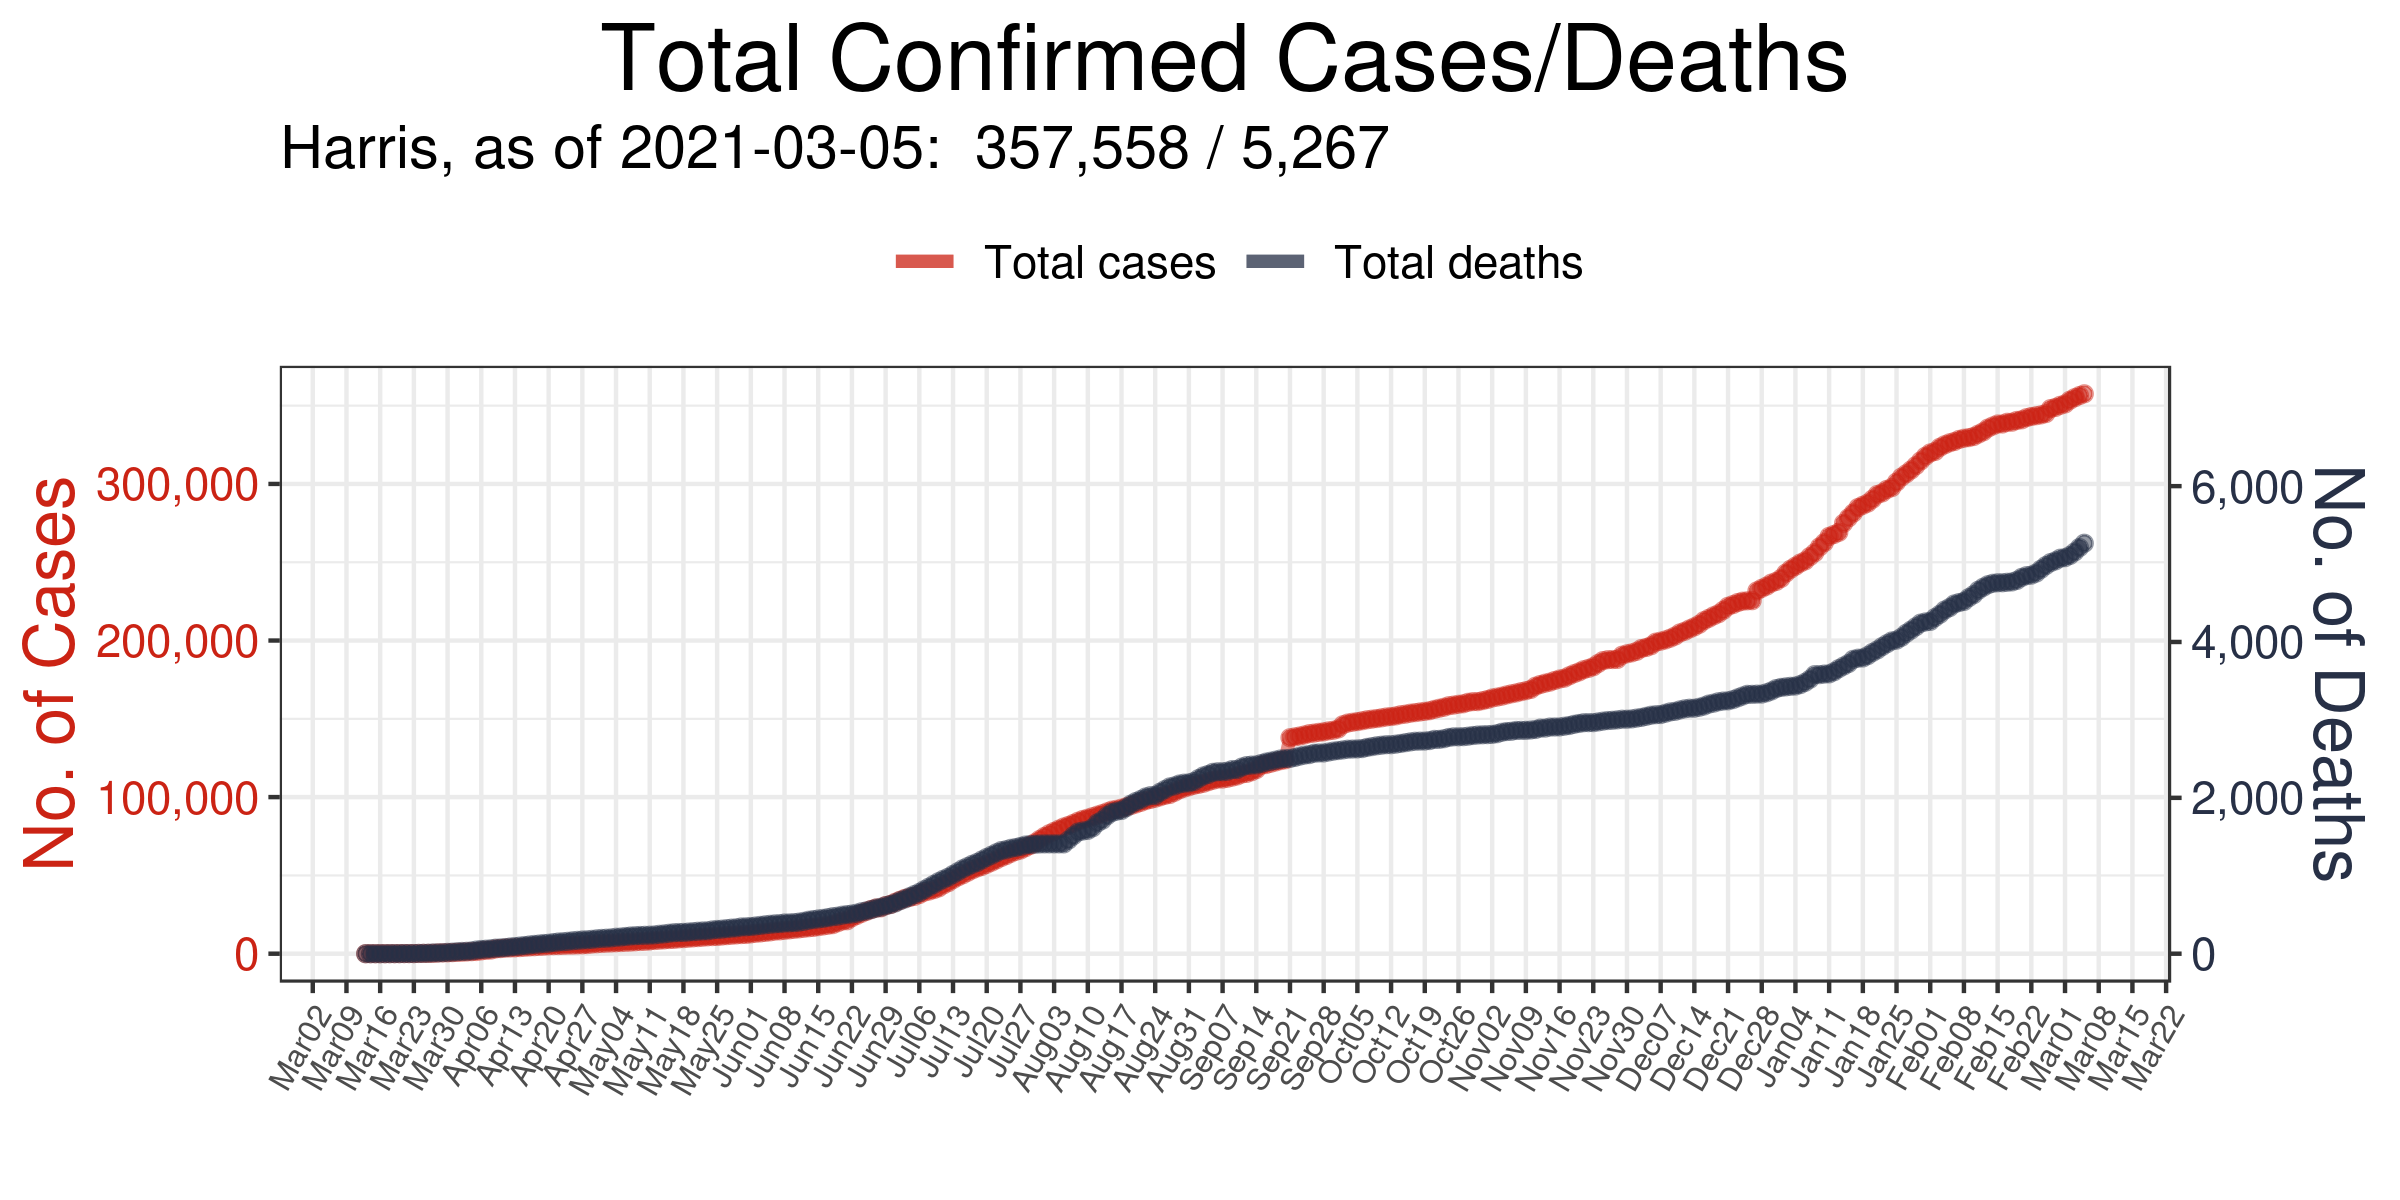 Total Confirmed Cases/Deaths
Harris, as of 2021-03-05:  357,558 / 5,267
Total cases
Total deaths
No. of Cases
300,000
200,000
100,000
0
6,000
4,000
2,000
0
No. of Deaths
Mar02
Mar09
Mar16
Mar23
Mar30
Apr06
Apr13
Apr20
Apr27
May04
May11
May18
May25
Jun01
Jun08
Jun15
Jun22
Jun29
Jul06
Jul13
Jul20
Jul27
Aug03
Aug10
Aug17
Aug24
Aug31
Sep07
Sep14
Sep21
Sep28
Oct05
Oct12
Oct19
Oct26
Nov02
Nov09
Nov16
Nov23
Nov30
Dec07
Dec14
Dec21
Dec28
Jan04
Jan11
Jan18
Jan25
Feb01
Feb08
Feb15
Feb22
Mar01
Mar08
Mar15
Mar22